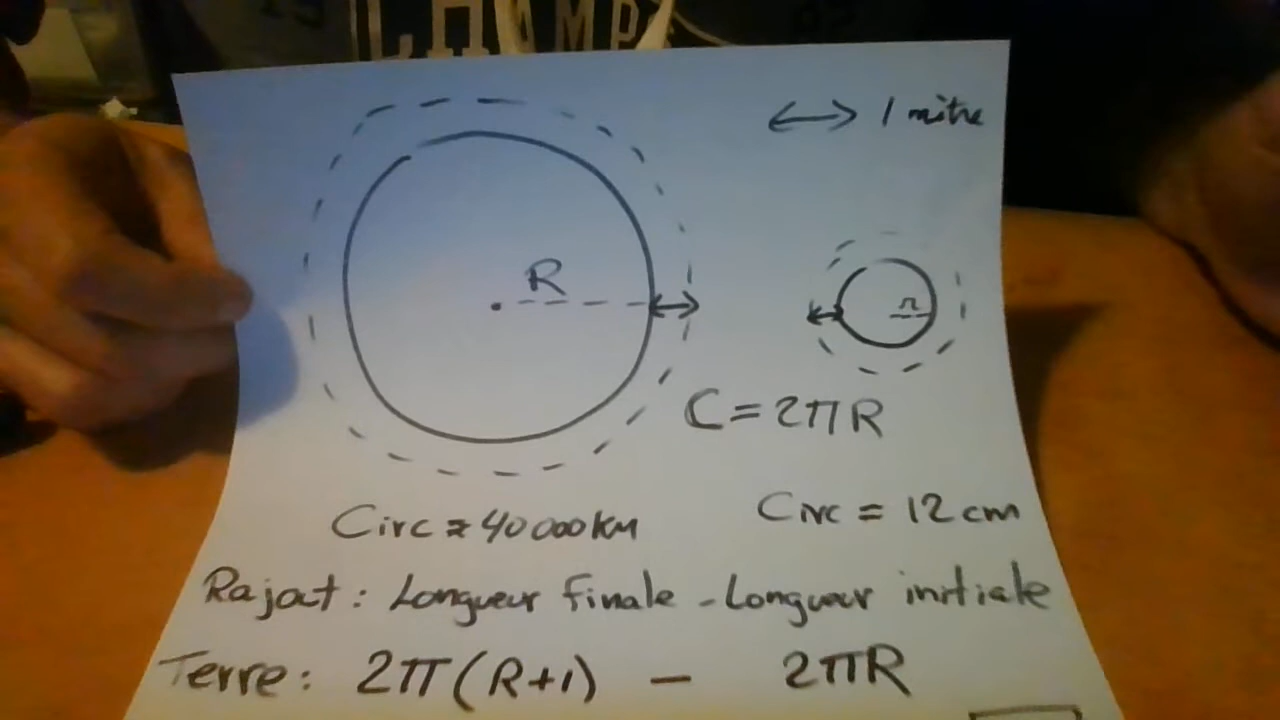 CHAMP
1 mètre
R
r
C = 2πR
Circ ≈ 40 000 km
Circ = 12 cm
Rajout : Longueur finale - Longueur initiale
Terre : 2π(R+1) - 2πR